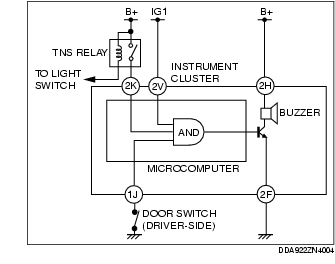 B+ IG1 B+
TNS RELAY
TO LIGHT
SWITCH
INSTRUMENT
CLUSTER
2K 2V 2H
BUZZER
AND
MICROCOMPUTER
1J 2F
DOOR SWITCH
(DRIVER-SIDE)
DDA922ZN4004